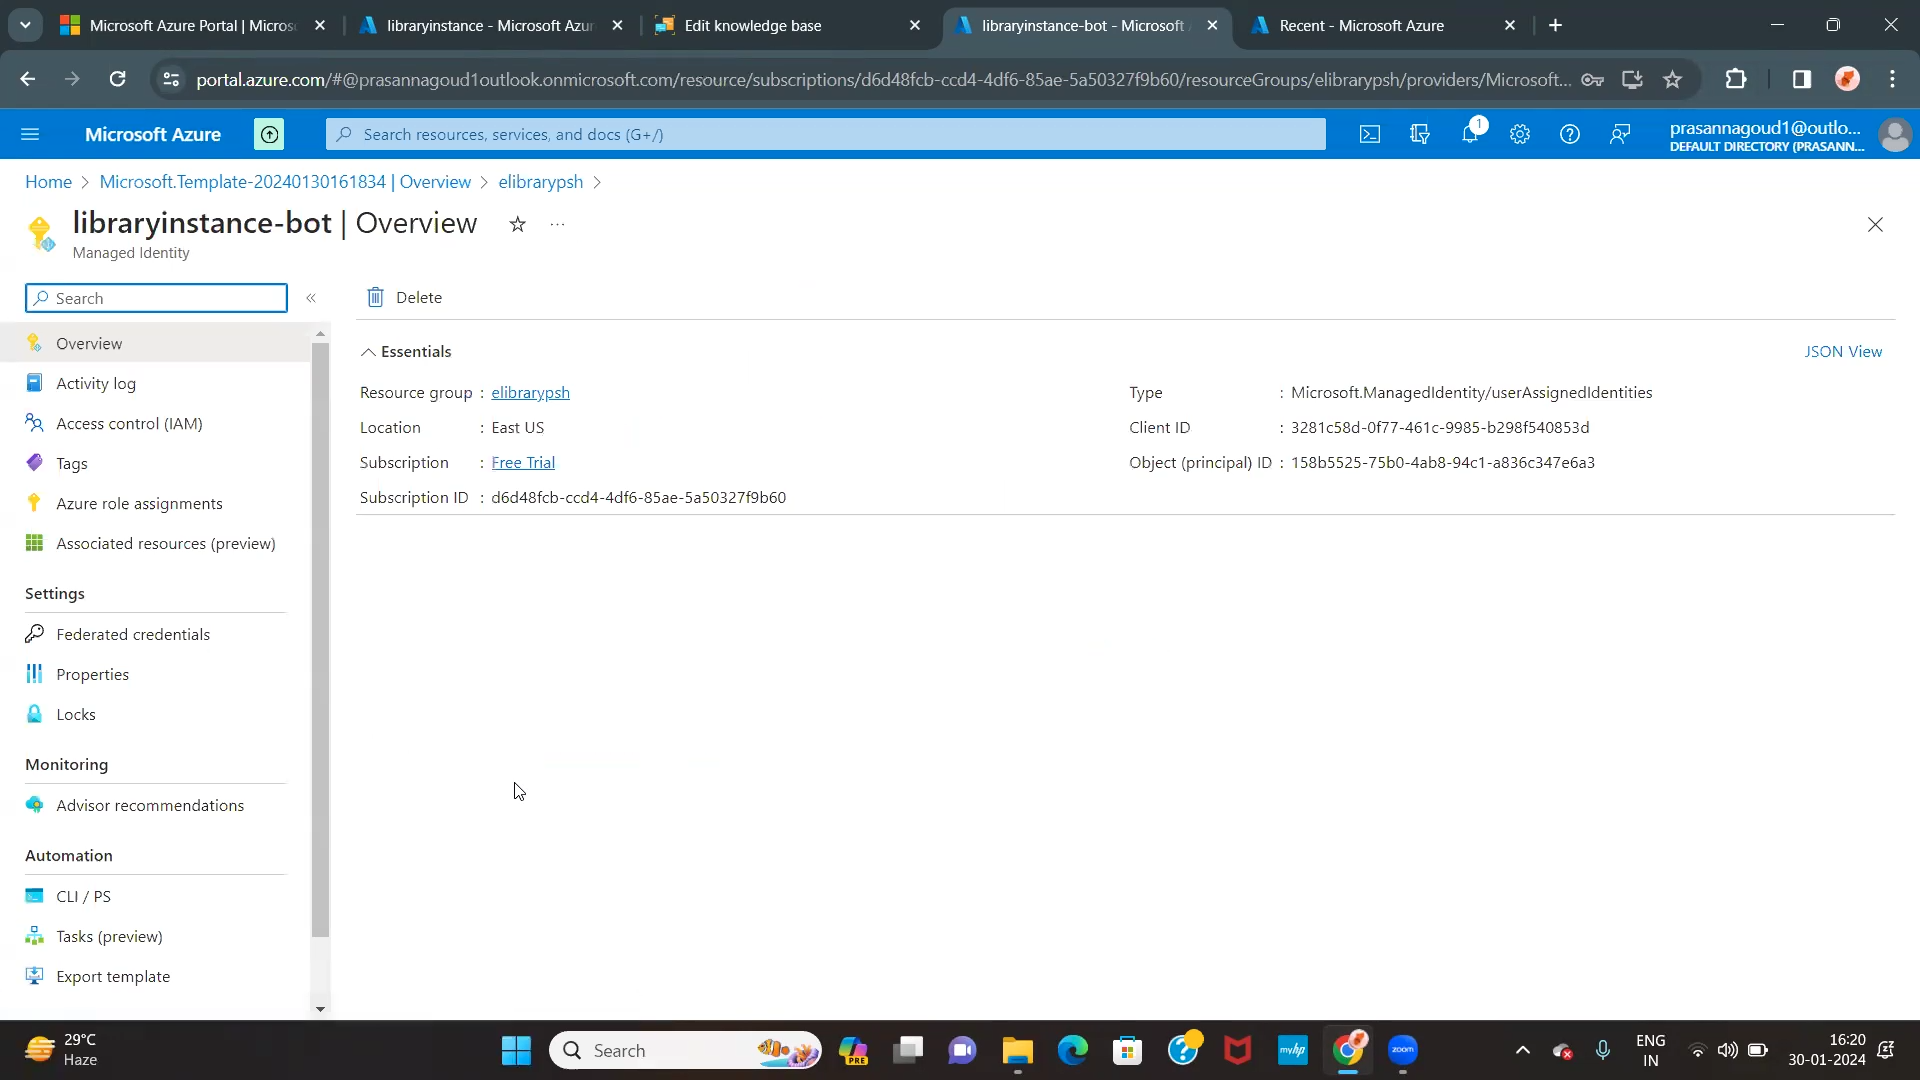 Microsoft Azure Portal | Micros
libraryinstance - Microsoft Azu
Edit knowledge base
libraryinstance-bot - Microsoft
Recent - Microsoft Azure
portal.azure.com/#@prasannagoud1outlook.onmicrosoft.com/resource/subscriptions/d6d48fcb-ccd4-4df6-85ae-5a50327f9b60/resourceGroups/elibrarypsh/providers/Microsoft...
Microsoft Azure
Search resources, services, and docs (G+/)
1
prasannagoud1@outlo...
DEFAULT DIRECTORY (PRASANN...
Home > Microsoft.Template-20240130161834 | Overview > elibrarypsh >
libraryinstance-bot | Overview
Managed Identity
Search
Delete
Overview
Activity log
Access control (IAM)
Tags
Azure role assignments
Associated resources (preview)
Settings
Federated credentials
Properties
Locks
Monitoring
Advisor recommendations
Automation
CLI / PS
Tasks (preview)
Export template
Essentials
JSON View
Resource group : elibrarypsh
Location : East US
Subscription : Free Trial
Subscription ID : d6d48fcb-ccd4-4df6-85ae-5a50327f9b60
Type : Microsoft.ManagedIdentity/userAssignedIdentities
Client ID : 3281c58d-0f77-461c-9985-b298f540853d
Object (principal) ID : 158b5525-75b0-4ab8-94c1-a836c347e6a3
29°C
Haze
Search
PRE
myhp
zoom
ENG
IN
16:20
30-01-2024